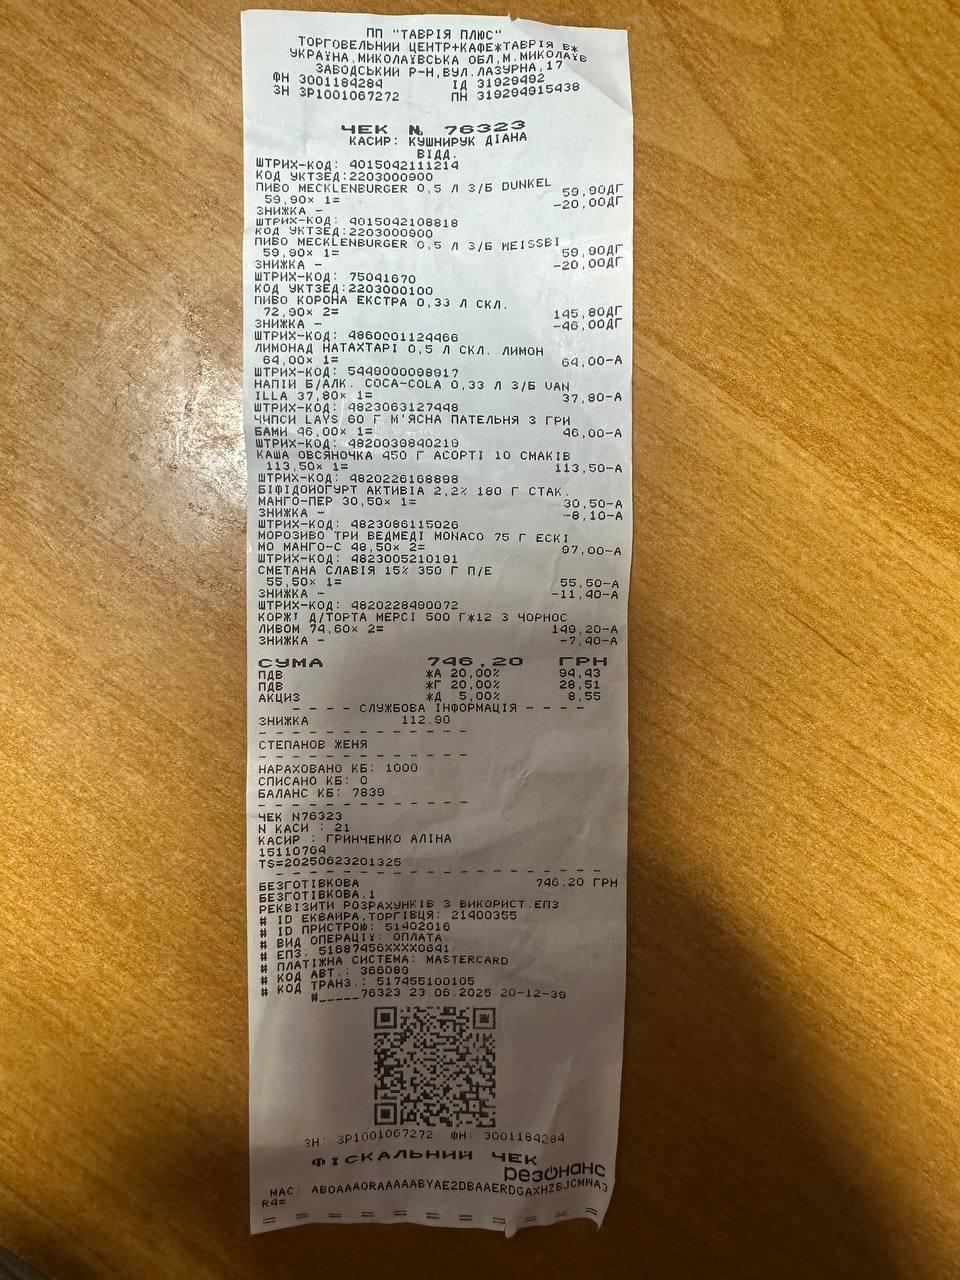 ПП "ТАВРІЯ ПЛЮС"
ТОРГОВЕЛЬНИЙ ЦЕНТР+КАФЕ*ТАВРІЯ В*
УКРАЇНА,МИКОЛАЇВСЬКА ОБЛ,М.МИКОЛАЇВ
ЗАВОДСЬКИЙ Р-Н,ВУЛ.ЛАЗУРНА,17
ФН 3001184284 ІД 31929492
ЗН ЗР1001067272 ПН 319294915438
ЧЕК № 76323
КАСИР: КУШНИРУК ДІАНА
ВІДД.
ШТРИХ-КОД: 4015042111214
КОД УКТЗЕД:2203000900
ПИВО MECKLENBURGER 0,5 Л З/Б DUNKEL
59,90× 1= 59,90ДГ
ЗНИЖКА - -20,00ДГ
ШТРИХ-КОД: 4015042108818
КОД УКТЗЕД:2203000900
ПИВО MECKLENBURGER 0,5 Л З/Б WEISSBI
59,90× 1= 59,90ДГ
ЗНИЖКА - -20,00ДГ
ШТРИХ-КОД: 75041670
КОД УКТЗЕД:2203000100
ПИВО КОРОНА ЕКСТРА 0,33 Л СКЛ.
72,90× 2= 145,80ДГ
ЗНИЖКА - -46,00ДГ
ШТРИХ-КОД: 4860001124466
ЛИМОНАД НАТАХТАРІ 0,5 Л СКЛ. ЛИМОН
64,00× 1= 64,00-А
ШТРИХ-КОД: 5449000098917
НАПІЙ Б/АЛК. COCA-COLA 0,33 Л З/Б VAN
ILLA 37,80× 1= 37,80-А
ШТРИХ-КОД: 4823063127448
ЧИПСИ LAYS 60 Г М'ЯСНА ПАТЕЛЬНЯ З ГРИ
БАМИ 46,00× 1= 46,00-А
ШТРИХ-КОД: 4820039840219
КАША ОВСЯНОЧКА 450 Г АСОРТІ 10 СМАКІВ
113,50× 1= 113,50-А
ШТРИХ-КОД: 4820226168898
БІФІДОЙОГУРТ АКТИВІА 2,2% 180 Г СТАК.
МАНГО-ПЕР 30,50× 1= 30,50-А
ЗНИЖКА - -8,10-А
ШТРИХ-КОД: 4823086115026
МОРОЗИВО ТРИ ВЕДМЕДІ MONACO 75 Г ЕСКІ
МО МАНГО-С 48,50× 2= 97,00-А
ШТРИХ-КОД: 4823005210191
СМЕТАНА СЛАВІЯ 15% 350 Г П/Е
55,50× 1= 55,50-А
ЗНИЖКА - -11,40-А
ШТРИХ-КОД: 4820228490072
КОРЖІ Д/ТОРТА МЕРСІ 500 Г*12 З ЧОРНОС
ЛИВОМ 74,60× 2= 149,20-А
ЗНИЖКА - -7,40-А
СУМА 746,20 ГРН
ПДВ *А 20,00% 94,43
ПДВ *Г 20,00% 28,51
АКЦИЗ *Д 5,00% 8,55
- - - - СЛУЖБОВА ІНФОРМАЦІЯ - - - -
ЗНИЖКА 112.90
СТЕПАНОВ ЖЕНЯ
НАРАХОВАНО КБ: 1000
СПИСАНО КБ: 0
БАЛАНС КБ: 7839
ЧЕК N76323
N КАСИ : 21
КАСИР : ГРИНЧЕНКО АЛІНА
15110764
TS=20250623201325
БЕЗГОТІВКОВА 746,20 ГРН
БЕЗГОТІВКОВА.1
РЕКВІЗИТИ РОЗРАХУНКІВ З ВИКОРИСТ.ЕПЗ
# ID ЕКВАЙРА,ТОРГІВЦЯ: 21400355
# ID ПРИСТРОЮ: 51402016
# ВИД ОПЕРАЦІЇ: ОПЛАТА
# ЕПЗ: 51687456XXXX0641
# ПЛАТІЖНА СИСТЕМА: MASTERCARD
# КОД АВТ.: 366089
# КОД ТРАНЗ.: 517455100105
#_____76323 23.06.2025 20-12-39
ЗН: ЗР1001067272 ФН: 3001184284
ФІСКАЛЬНИЙ ЧЕК
резонанс
MAC: ABOAAAORAAAAABYAE2DBAAERDGAXHZBJCMWA3
R4=